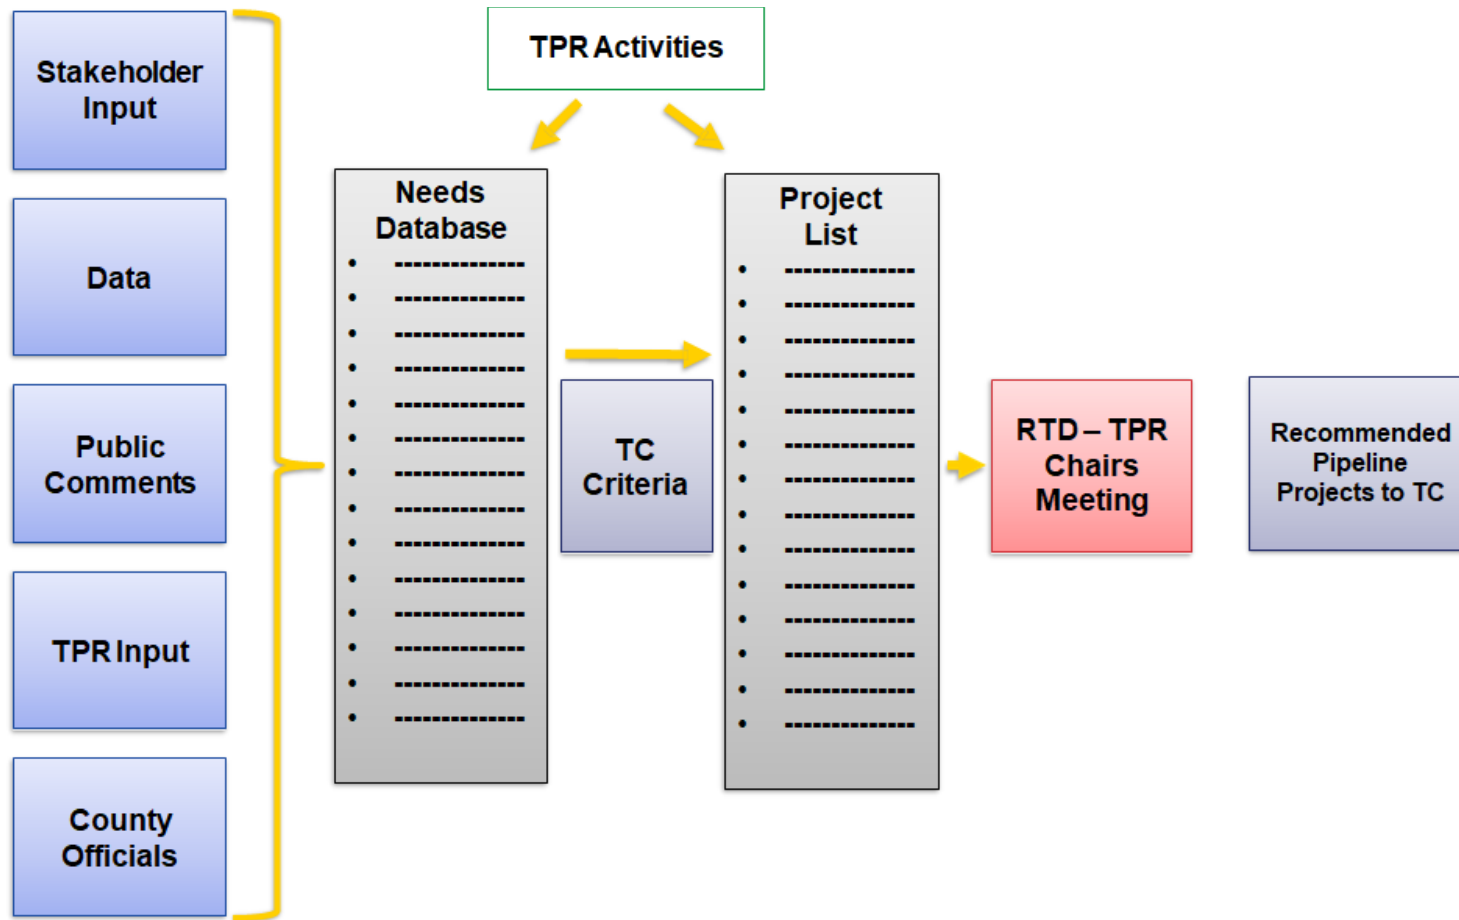 Stakeholder
Input
Data
Public
Comments
TPR Input
County
Officials
TPR Activities
Needs
Database
• --------------
• --------------
• --------------
• --------------
• --------------
• --------------
• --------------
• --------------
• --------------
• --------------
• --------------
• --------------
• --------------
• --------------
TC
Criteria
Project
List
• --------------
• --------------
• --------------
• --------------
• --------------
• --------------
• --------------
• --------------
• --------------
• --------------
• --------------
• --------------
• --------------
• --------------
RTD – TPR
Chairs
Meeting
Recommended
Pipeline
Projects to TC